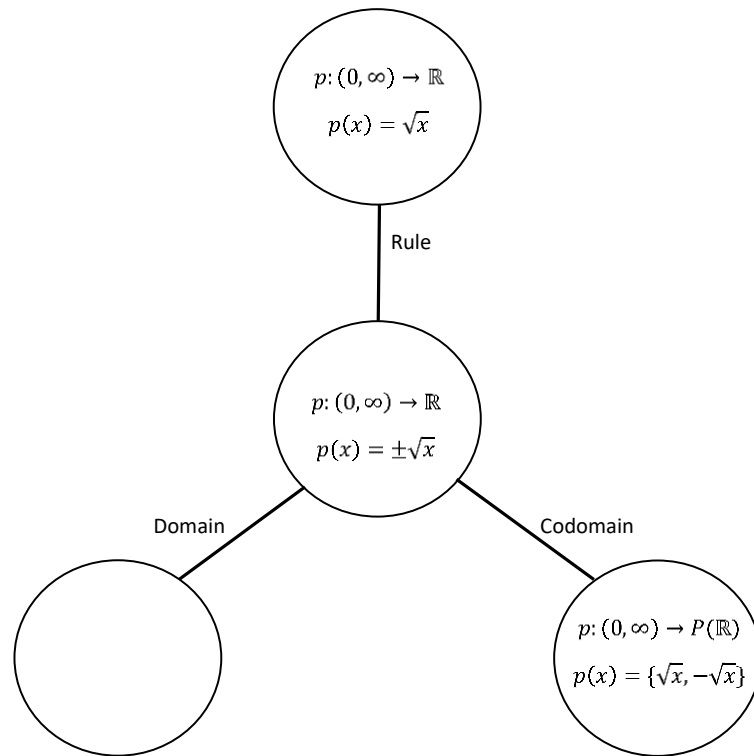 p: (0, ∞) → ℝ
p(x) = √x
Rule
p: (0, ∞) → ℝ
p(x) = ±√x
Domain
Codomain
p: (0, ∞) → P(ℝ)
p(x) = {√x, −√x}